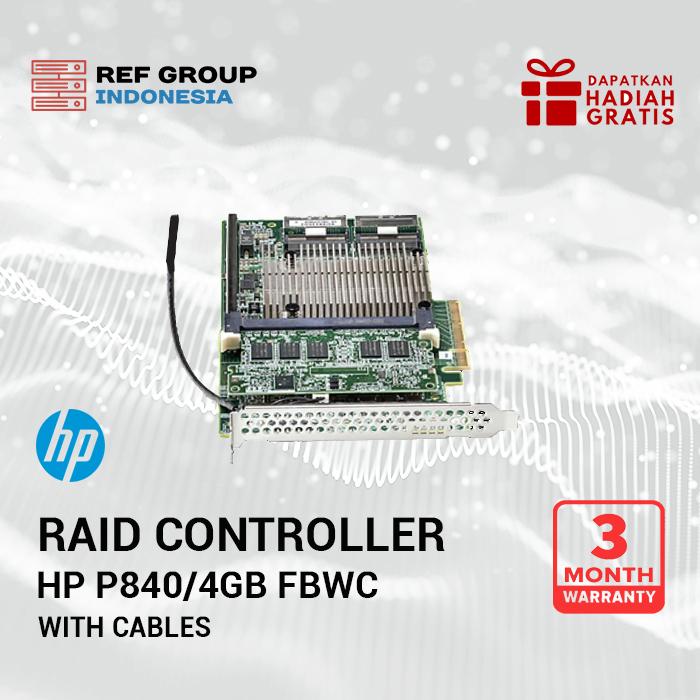 REF GROUP
INDONESIA
DAPATKAN
HADIAH
GRATIS
hp
RAID CONTROLLER
HP P840/4GB FBWC
WITH CABLES
3
MONTH
WARRANTY